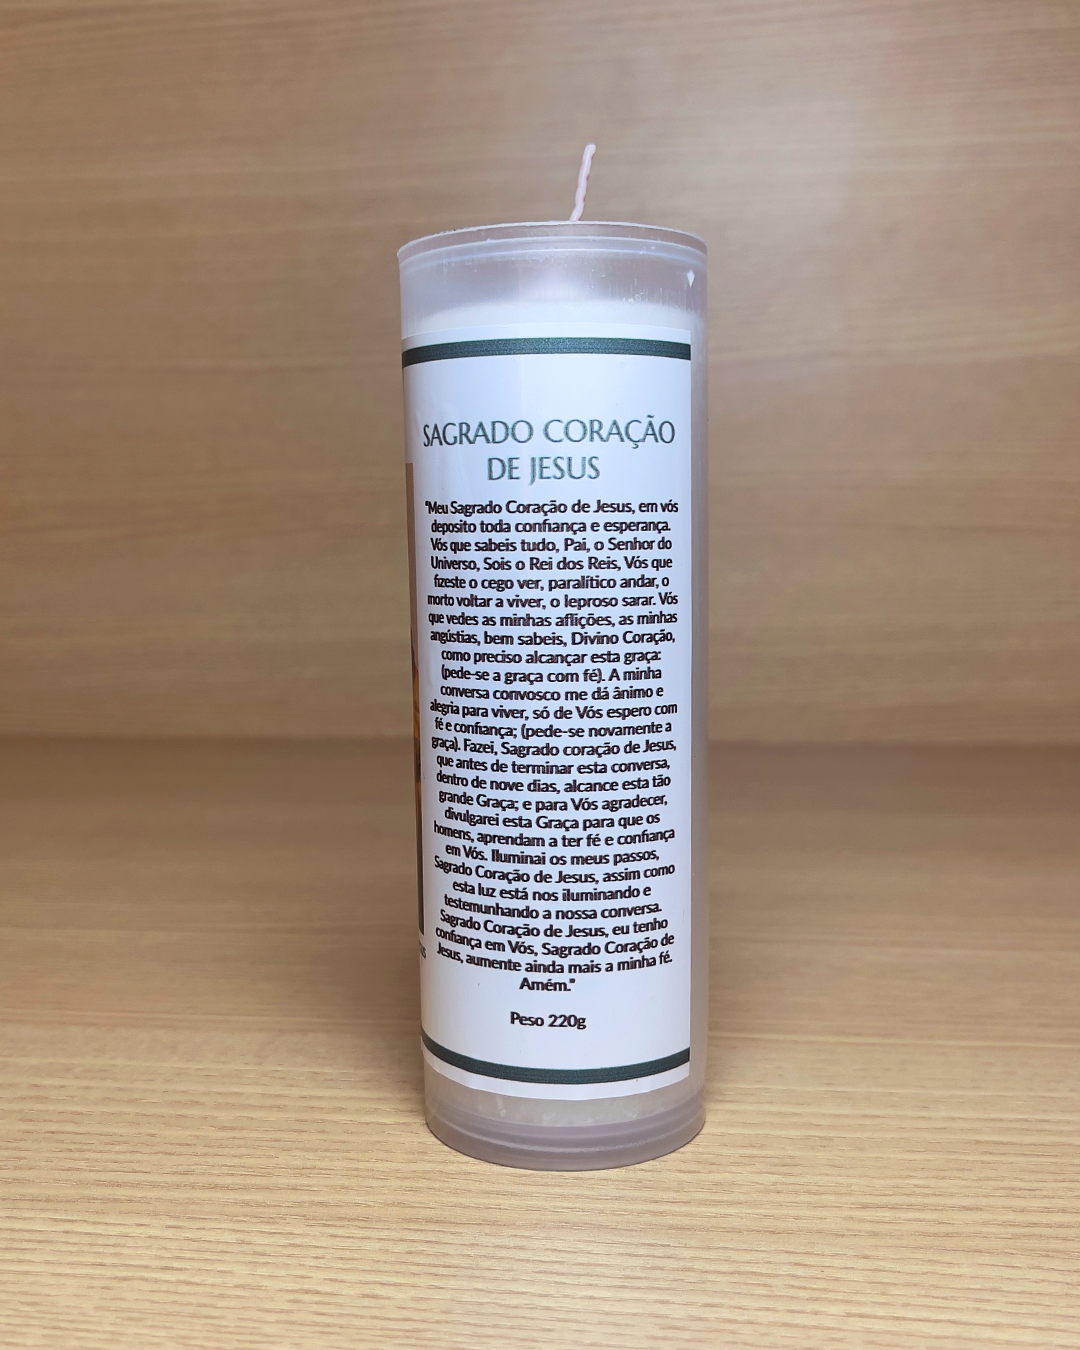 SAGRADO CORAÇÃO
DE JESUS
"Meu Sagrado Coração de Jesus, em vós
deposito toda confiança e esperança.
Vós que sabeis tudo, Pai, o Senhor do
Universo, Sois o Rei dos Reis, Vós que
fizeste o cego ver, paralítico andar, o
morto voltar a viver, o leproso sarar. Vós
que vedes as minhas aflições, as minhas
angústias, bem sabeis, Divino Coração,
como preciso alcançar esta graça:
(pede-se a graça com fé). A minha
conversa convosco me dá ânimo e
alegria para viver, só de Vós espero com
fé e confiança; (pede-se novamente a
graça). Fazei, Sagrado coração de Jesus,
que antes de terminar esta conversa,
dentro de nove dias, alcance esta tão
grande Graça; e para Vós agradecer,
divulgarei esta Graça para que os
homens, aprendam a ter fé e confiança
em Vós. Iluminai os meus passos,
Sagrado Coração de Jesus, assim como
esta luz está nos iluminando e
testemunhando a nossa conversa.
Sagrado Coração de Jesus, eu tenho
confiança em Vós, Sagrado Coração de
Jesus, aumente ainda mais a minha fé.
Amém."
Peso 220g